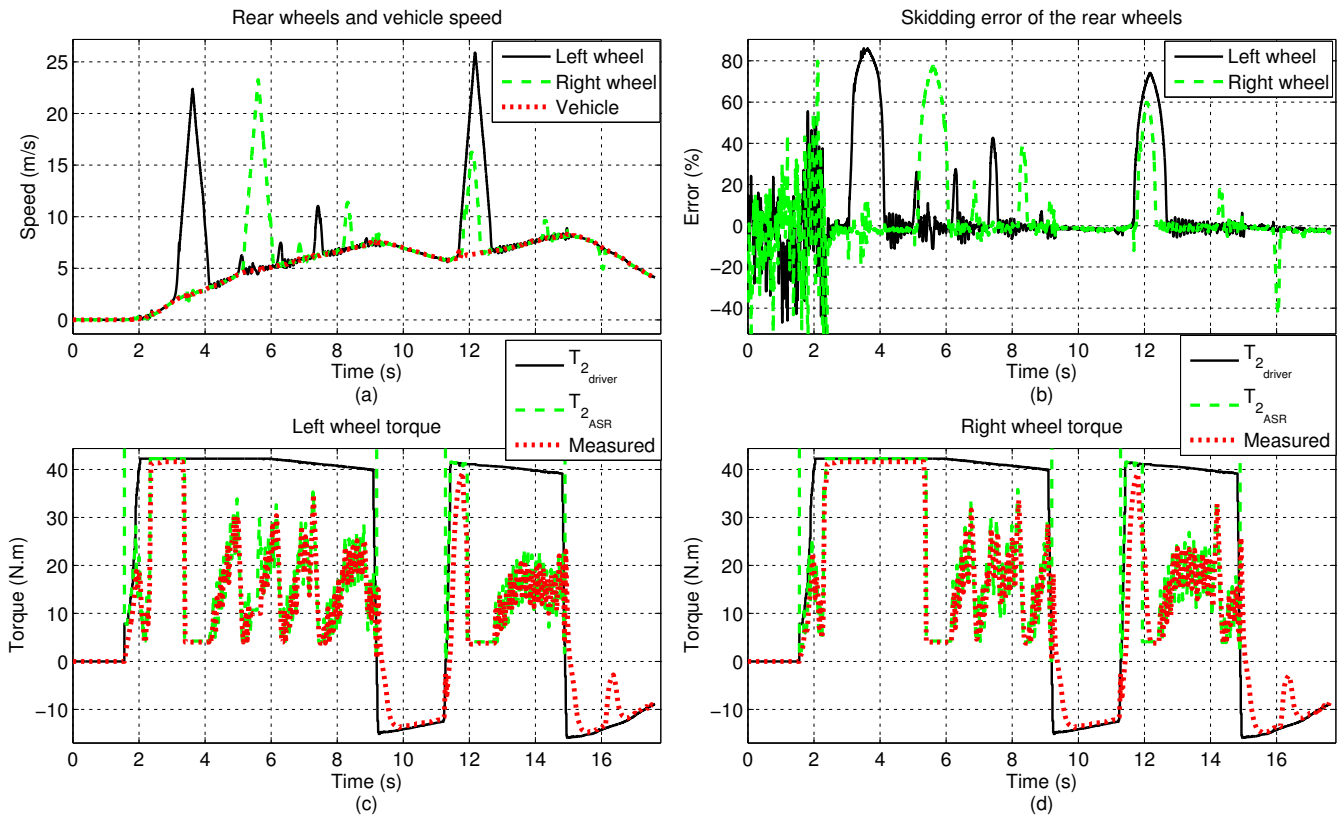 Rear wheels and vehicle speed
Speed (m/s)
25
20
15
10
5
0
Left wheel
Right wheel
Vehicle
0 2 4 6 8 10 12 14 16
Time (s)
(a)
Skidding error of the rear wheels
Error (%)
80
60
40
20
0
−20
−40
Left wheel
Right wheel
0 2 4 6 8 10 12 14 16
Time (s)
(b)
Left wheel torque
Torque (N.m)
40
30
20
10
0
−10
T2driver
T2ASR
Measured
0 2 4 6 8 10 12 14 16
Time (s)
(c)
Right wheel torque
Torque (N.m)
40
30
20
10
0
−10
T2driver
T2ASR
Measured
0 2 4 6 8 10 12 14 16
Time (s)
(d)